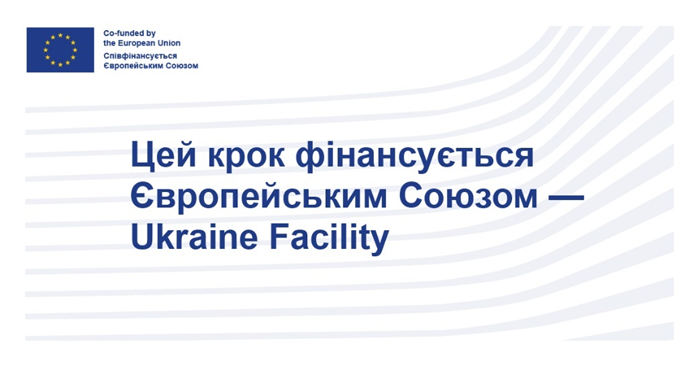 Co-funded by
the European Union
Співфінансується
Європейським Союзом
Цей крок фінансується
Європейським Союзом —
Ukraine Facility